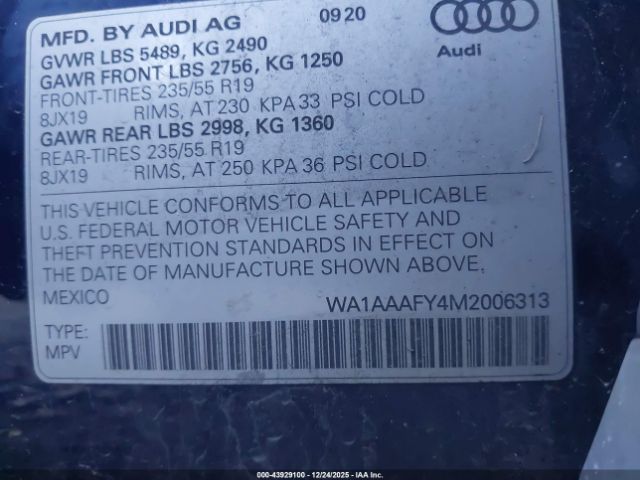 MFD. BY AUDI AG 0920
GVWR LBS 5489, KG 2490
GAWR FRONT LBS 2756, KG 1250
FRONT-TIRES 235/55 R19
8JX19 RIMS, AT 230 KPA 33 PSI COLD
GAWR REAR LBS 2998, KG 1360
REAR-TIRES 235/55 R19
8JX19 RIMS, AT 250 KPA 36 PSI COLD
Audi
THIS VEHICLE CONFORMS TO ALL APPLICABLE
U.S. FEDERAL MOTOR VEHICLE SAFETY AND
THEFT PREVENTION STANDARDS IN EFFECT ON
THE DATE OF MANUFACTURE SHOWN ABOVE.
MEXICO WA1AAAFY4M2006313
TYPE:
MPV
000-43929100 - 12/24/2025 - IAA Inc.